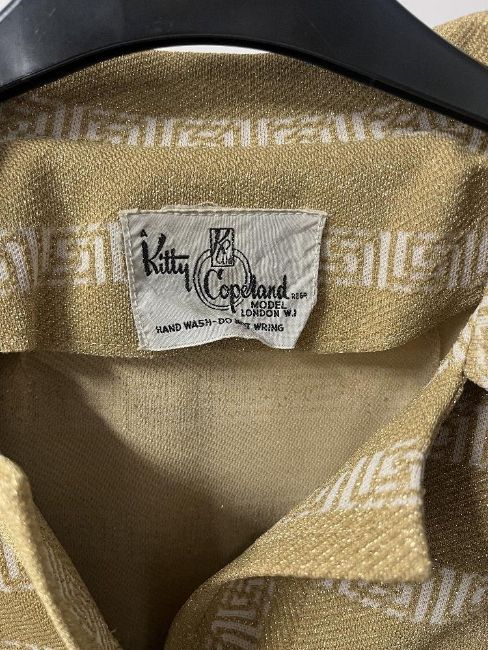 A
Kitty
Copeland REGD
MODEL
LONDON W.1
HAND WASH-DO NOT WRING